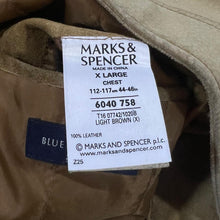 MARKS &
SPENCER
MADE IN CHINA
X LARGE
CHEST
112-117cm 44-46in
6040 758
T16 07742/1020B
LIGHT BROWN (X)
100% LEATHER
© MARKS AND SPENCER p.l.c.
www.marksandspencer.com
Z25
BLUE